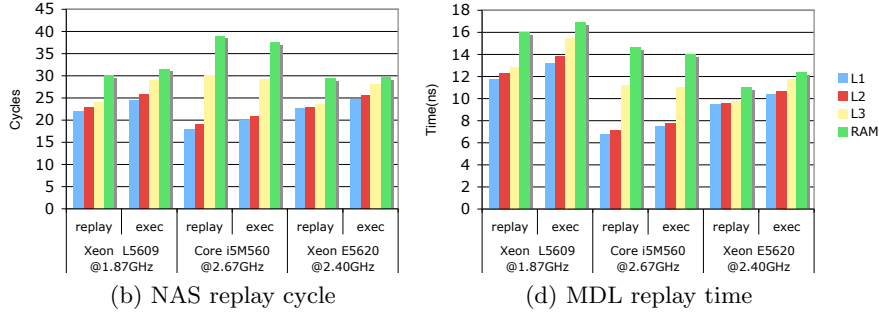 45
40
35
30
25
20
15
10
5
0
Cycles
replay exec replay exec replay exec
Xeon L5609 Core i5M560 Xeon E5620
@1.87GHz @2.67GHz @2.40GHz
(b) NAS replay cycle
18
16
14
12
10
8
6
4
2
0
Time(ns)
replay exec replay exec replay exec
Xeon L5609 Core i5M560 Xeon E5620
@1.87GHz @2.67GHz @2.40GHz
(d) MDL replay time
L1
L2
L3
RAM